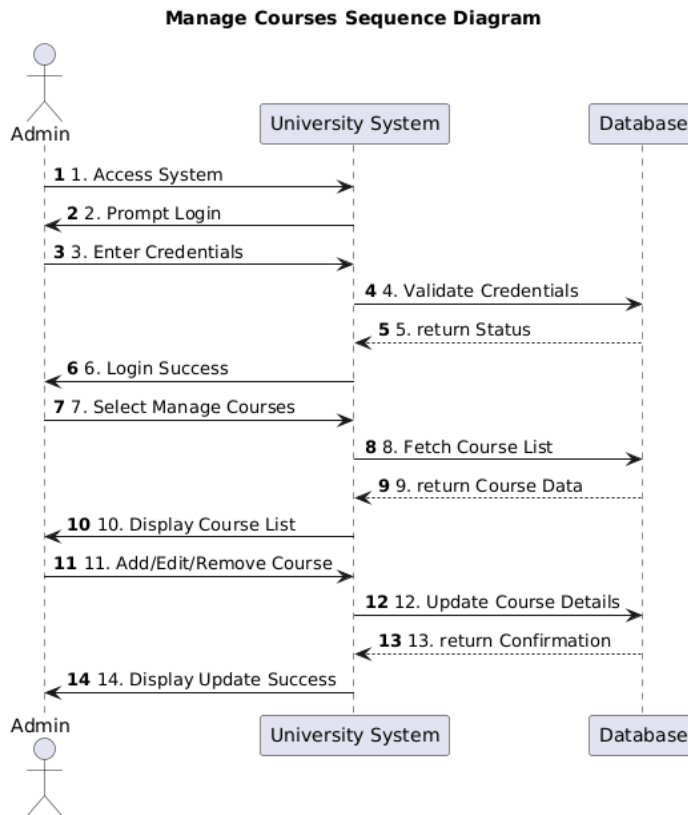 Manage Courses Sequence Diagram
Admin
University System
Database
1 1. Access System
2 2. Prompt Login
3 3. Enter Credentials
4 4. Validate Credentials
5 5. return Status
6 6. Login Success
7 7. Select Manage Courses
8 8. Fetch Course List
9 9. return Course Data
10 10. Display Course List
11 11. Add/Edit/Remove Course
12 12. Update Course Details
13 13. return Confirmation
14 14. Display Update Success
Admin
University System
Database